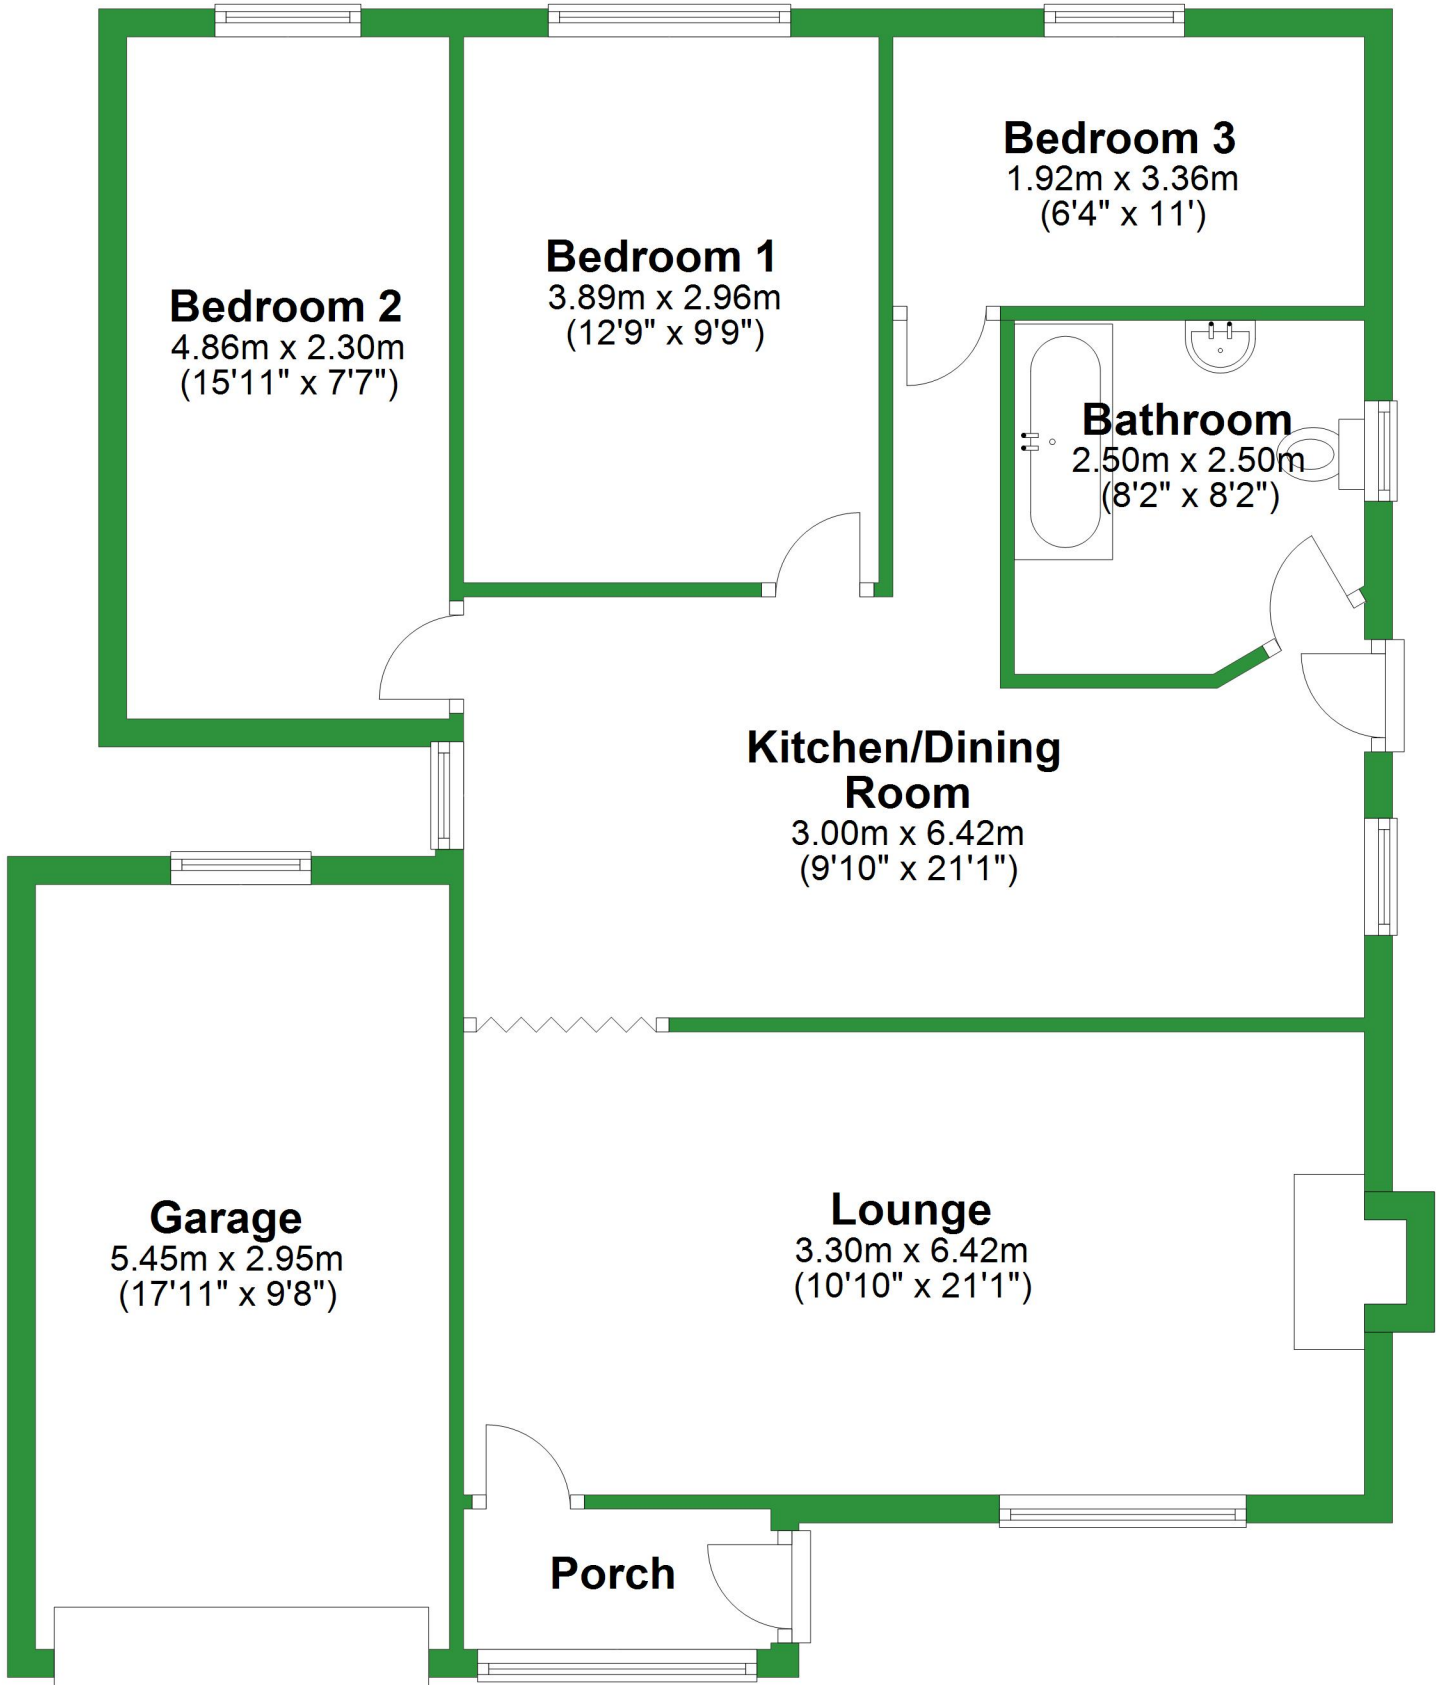 Bedroom 3
1.92m x 3.36m
(6'4" x 11')
Bedroom 1
3.89m x 2.96m
(12'9" x 9'9")
Bedroom 2
4.86m x 2.30m
(15'11" x 7'7")
Bathroom
2.50m x 2.50m
(8'2" x 8'2")
Kitchen/Dining
Room
3.00m x 6.42m
(9'10" x 21'1")
Garage
5.45m x 2.95m
(17'11" x 9'8")
Lounge
3.30m x 6.42m
(10'10" x 21'1")
Porch